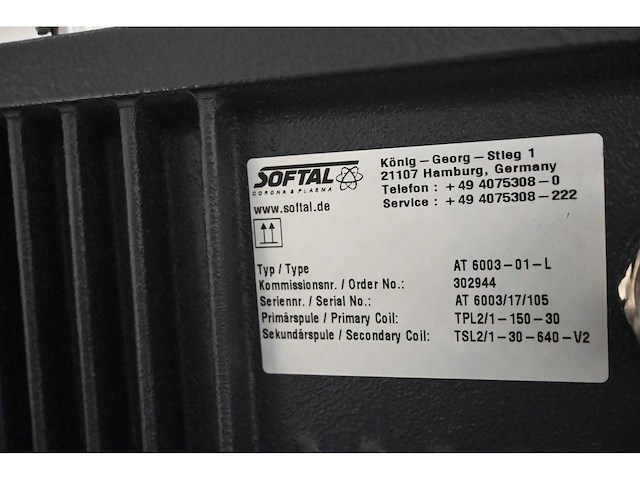 SOFTAL
CORONA & PLASMA
www.softal.de
König-Georg-Stieg 1
21107 Hamburg, Germany
Telefon : +49 4075308-0
Service : +49 4075308-222
Typ / Type AT 6003-01-L
Kommissionsnr. / Order No.: 302944
Seriennr. / Serial No.: AT 6003/17/105
Primärspule / Primary Coil: TPL2/1-150-30
Sekundärspule / Secondary Coil: TSL2/1-30-640-V2